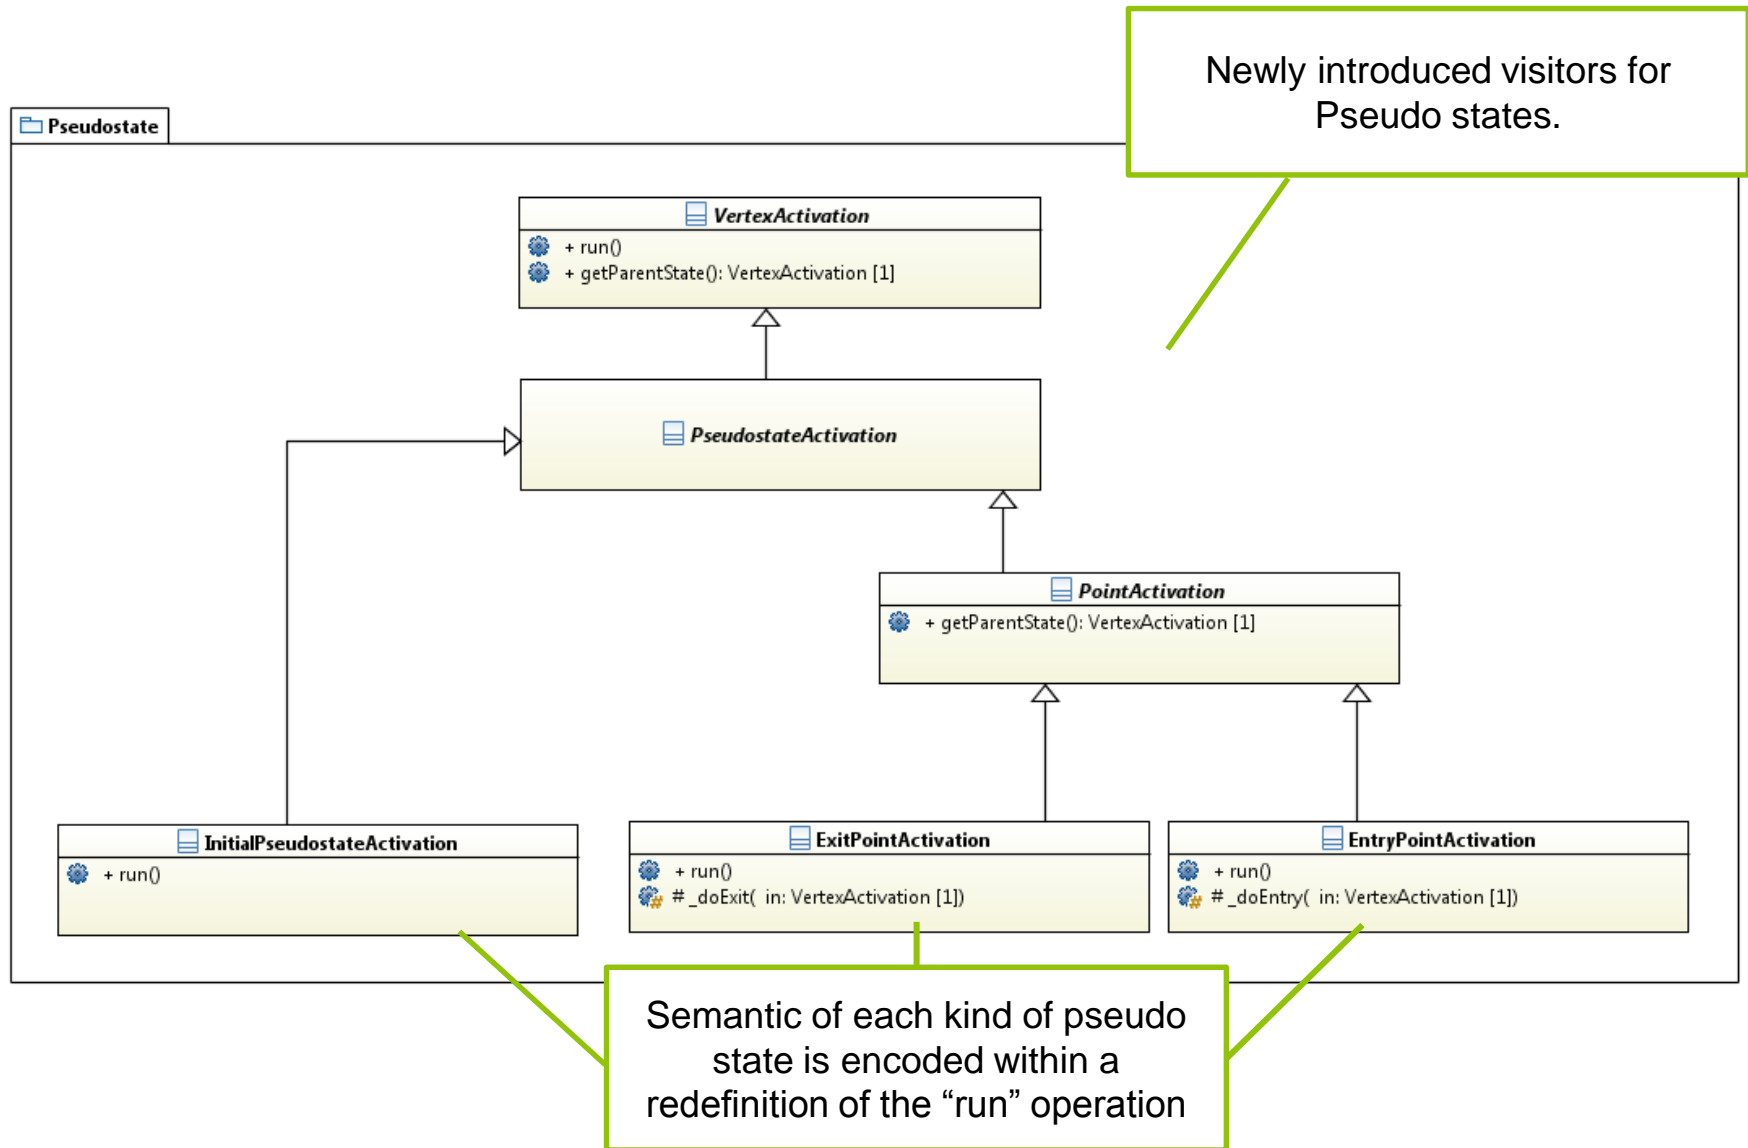 Newly introduced visitors for
Pseudo states.
Pseudostate
VertexActivation
+ run()
+ getParentState(): VertexActivation [1]
PseudostateActivation
PointActivation
+ getParentState(): VertexActivation [1]
InitialPseudostateActivation
+ run()
ExitPointActivation
+ run()
# _doExit( in: VertexActivation [1])
EntryPointActivation
+ run()
# _doEntry( in: VertexActivation [1])
Semantic of each kind of pseudo
state is encoded within a
redefinition of the “run” operation